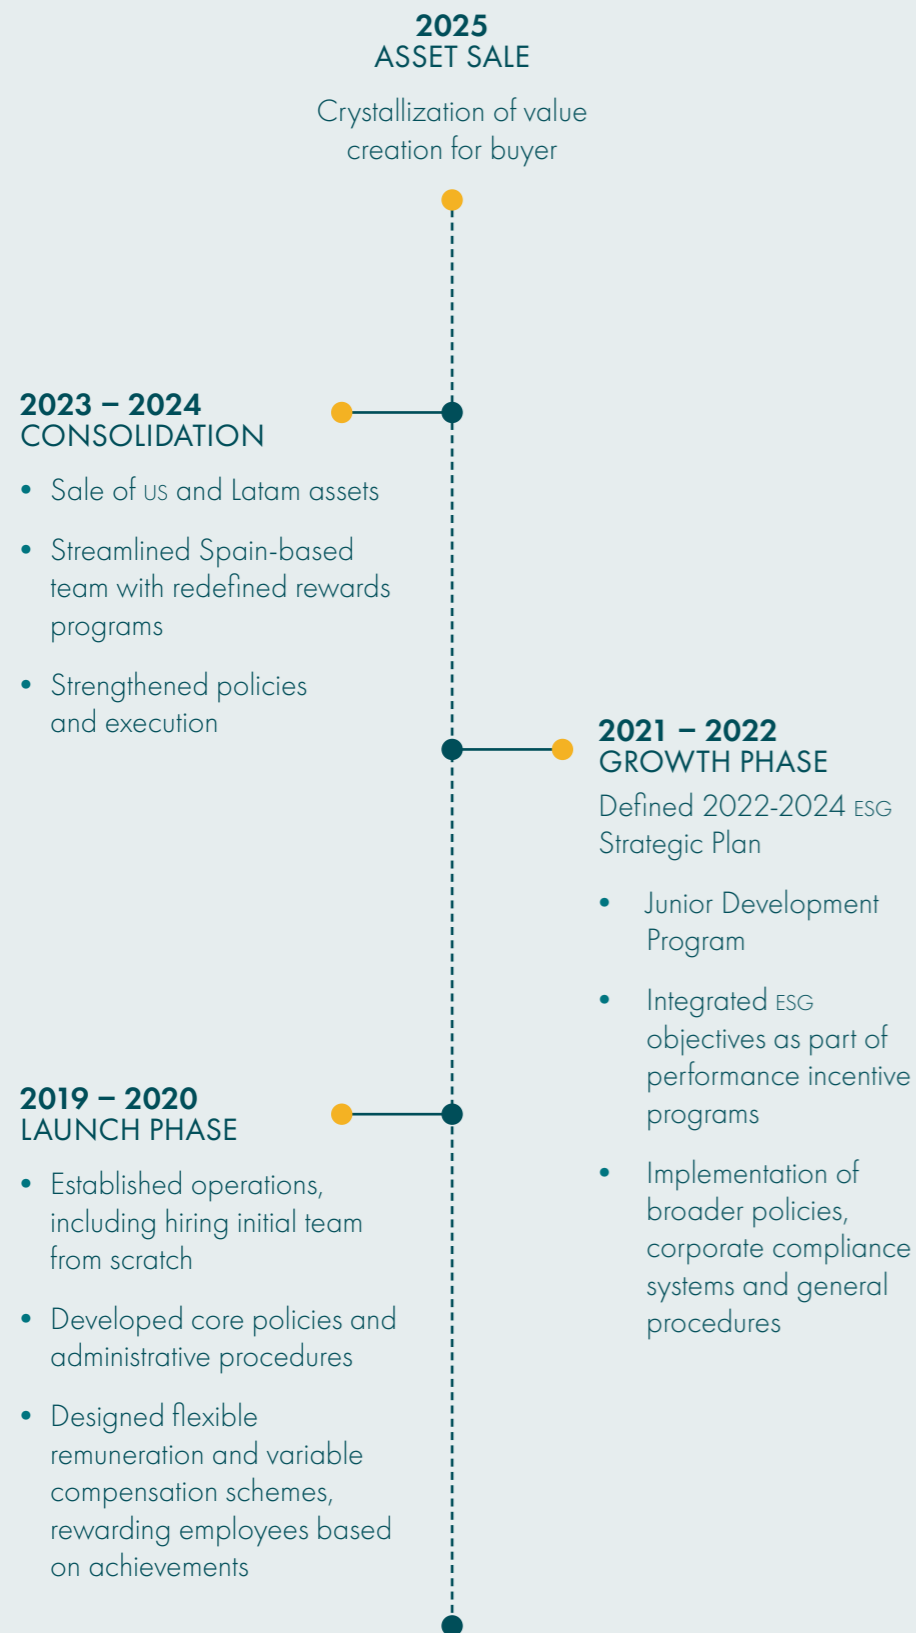 2025
ASSET SALE
Crystallization of value
creation for buyer
2023 – 2024
CONSOLIDATION
• Sale of US and Latam assets
• Streamlined Spain-based
team with redefined rewards
programs
• Strengthened policies
and execution
2021 – 2022
GROWTH PHASE
Defined 2022-2024 ESG
Strategic Plan
• Junior Development
Program
• Integrated ESG
objectives as part of
performance incentive
programs
• Implementation of
broader policies,
corporate compliance
systems and general
procedures
2019 – 2020
LAUNCH PHASE
• Established operations,
including hiring initial team
from scratch
• Developed core policies and
administrative procedures
• Designed flexible
remuneration and variable
compensation schemes,
rewarding employees based
on achievements